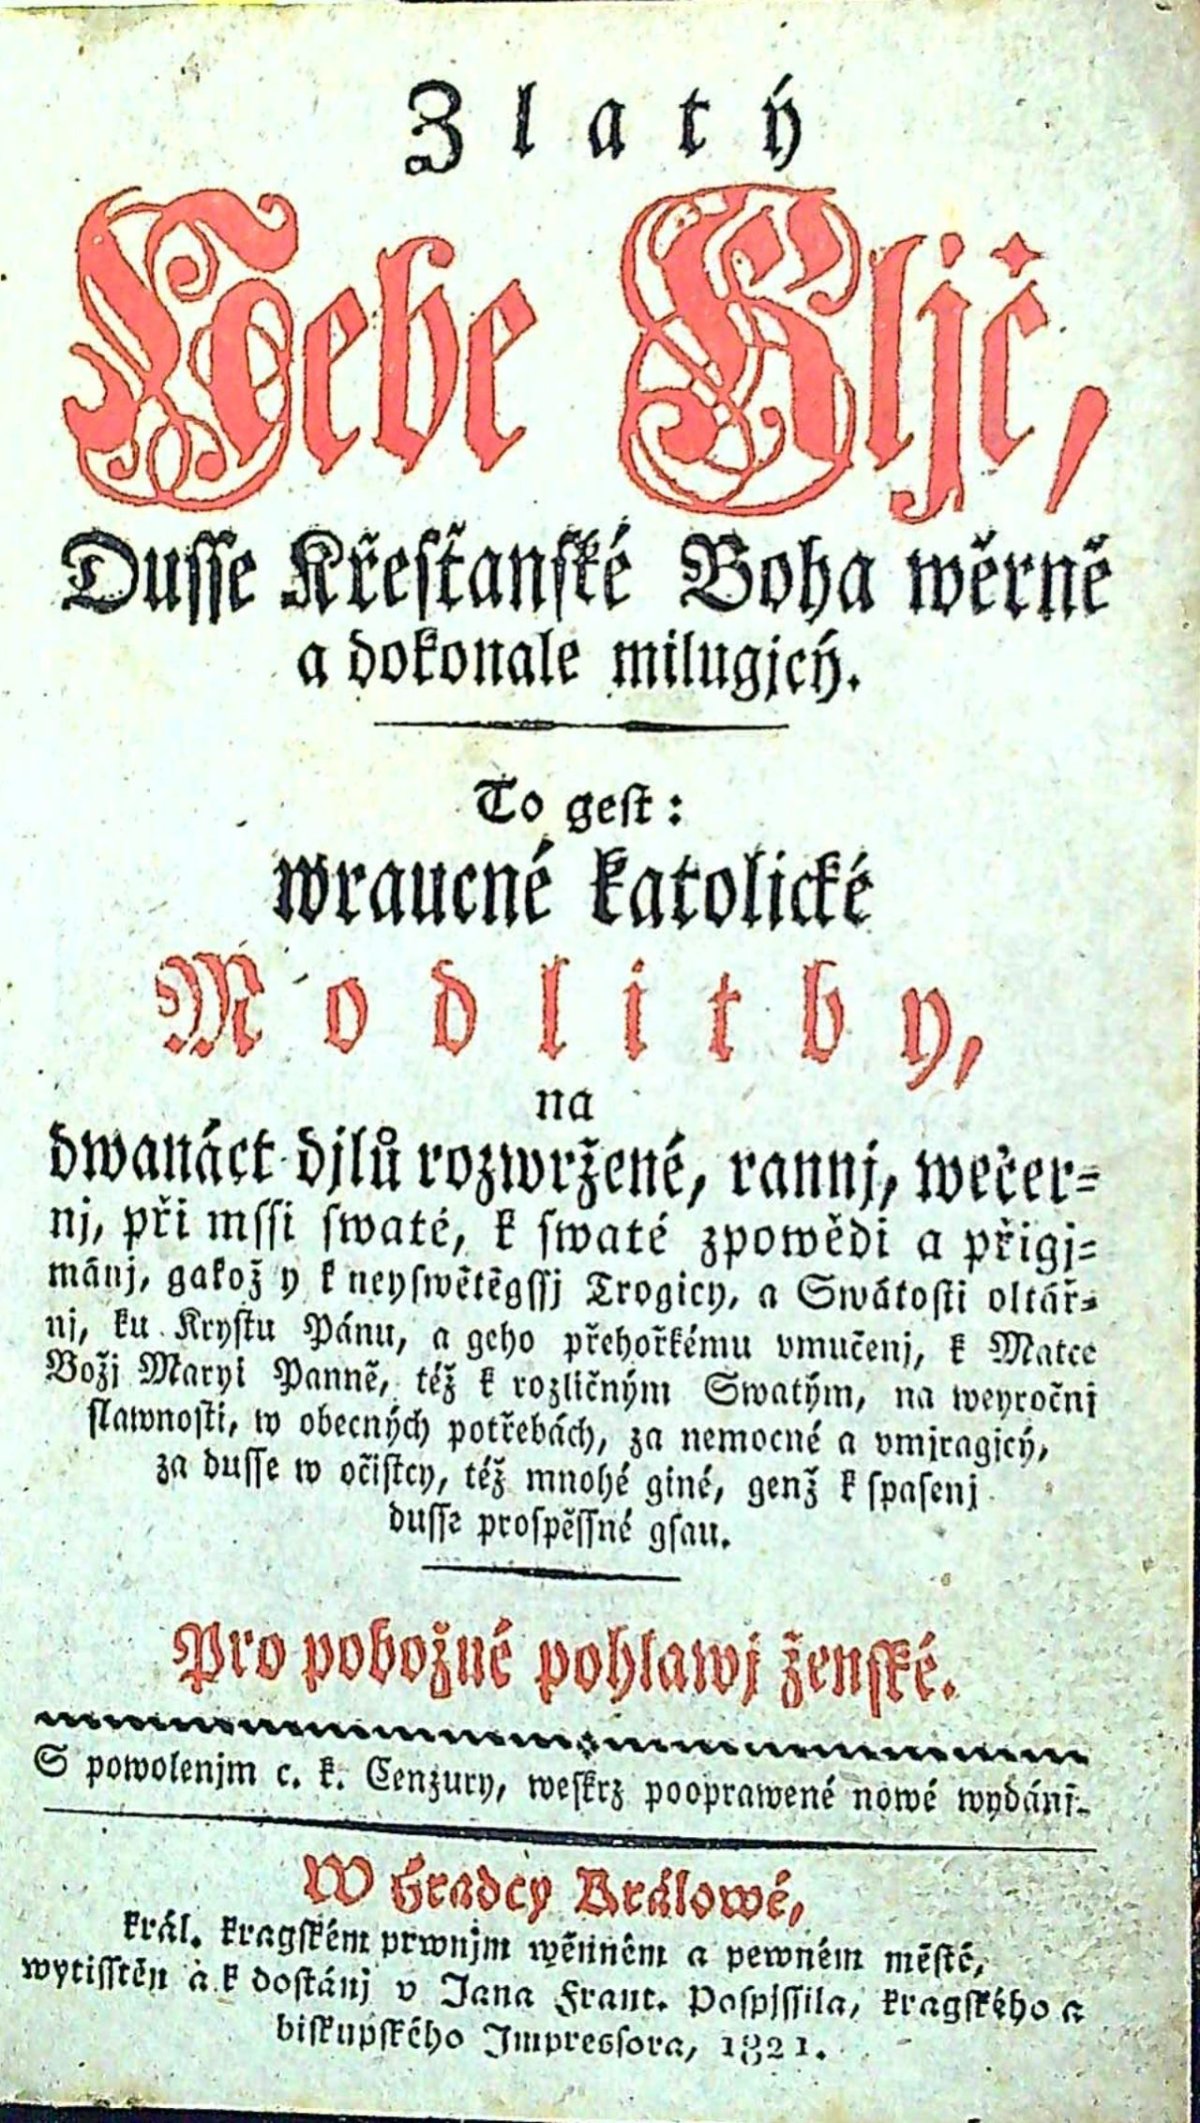 Zlatý
Nebe Kljč,
Dusse Křesťanské Boha wěrně
a dokonale milugjcý.
To gest:
wraucné katolické
Modlitby,
na
dwanáct djlů rozwržené, rannj, wečer=
nj, při mssi swaté, k swaté zpowědi a přigj=
mánj, gakož y k neyswětěgssj Trogicy, a Swátosti oltář=
nj, ku Krystu Pánu, a geho přehořkému vmučenj, k Matce
Božj Maryi Panně, též k rozličným Swatým, na weyročnj
slawnosti, w obecných potřebách, za nemocné a vmjragjcý,
za dusse w očistcy, též mnohé giné, genž k spasenj
dusse prospěssné gsau.
Pro pobožné pohlawj ženské.
S powolenjm c. k. Cenzury, weskrz pooprawené nowé wydánj.
W Hradcy Králowé,
král. kragském prwnjm wěnném a pewném městě,
wytisstěn a k dostánj v Jana Frant. Pospjssila, kragského a
biskupského Impressora, 1821.